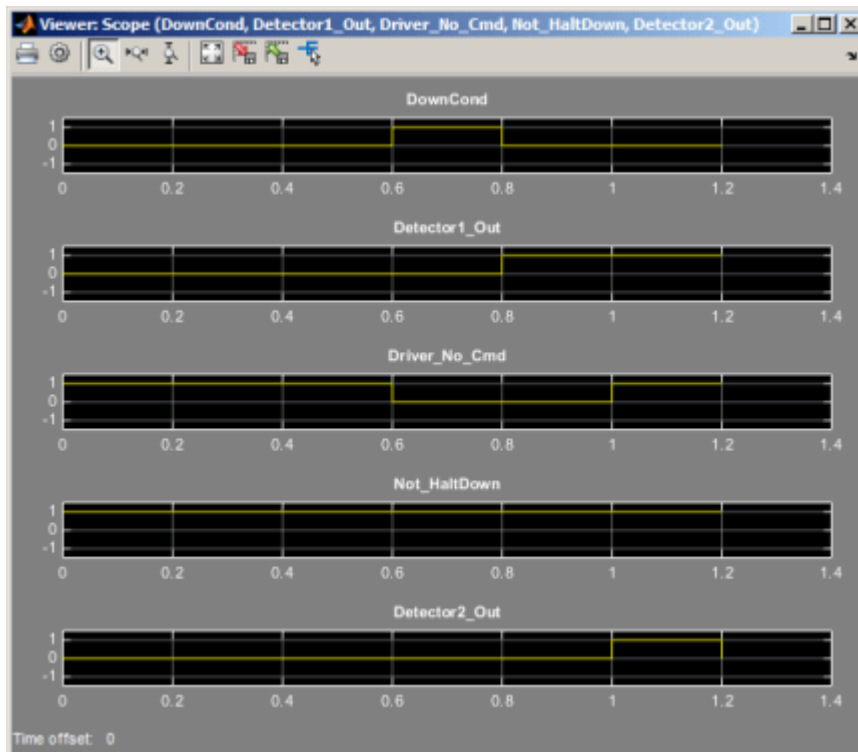 Viewer: Scope (DownCond, Detector1_Out, Driver_No_Cmd, Not_HaltDown, Detector2_Out)
DownCond
1
0
-1
0 0.2 0.4 0.6 0.8 1 1.2 1.4
Detector1_Out
1
0
-1
0 0.2 0.4 0.6 0.8 1 1.2 1.4
Driver_No_Cmd
1
0
-1
0 0.2 0.4 0.6 0.8 1 1.2 1.4
Not_HaltDown
1
0
-1
0 0.2 0.4 0.6 0.8 1 1.2 1.4
Detector2_Out
1
0
-1
0 0.2 0.4 0.6 0.8 1 1.2 1.4
Time offset: 0